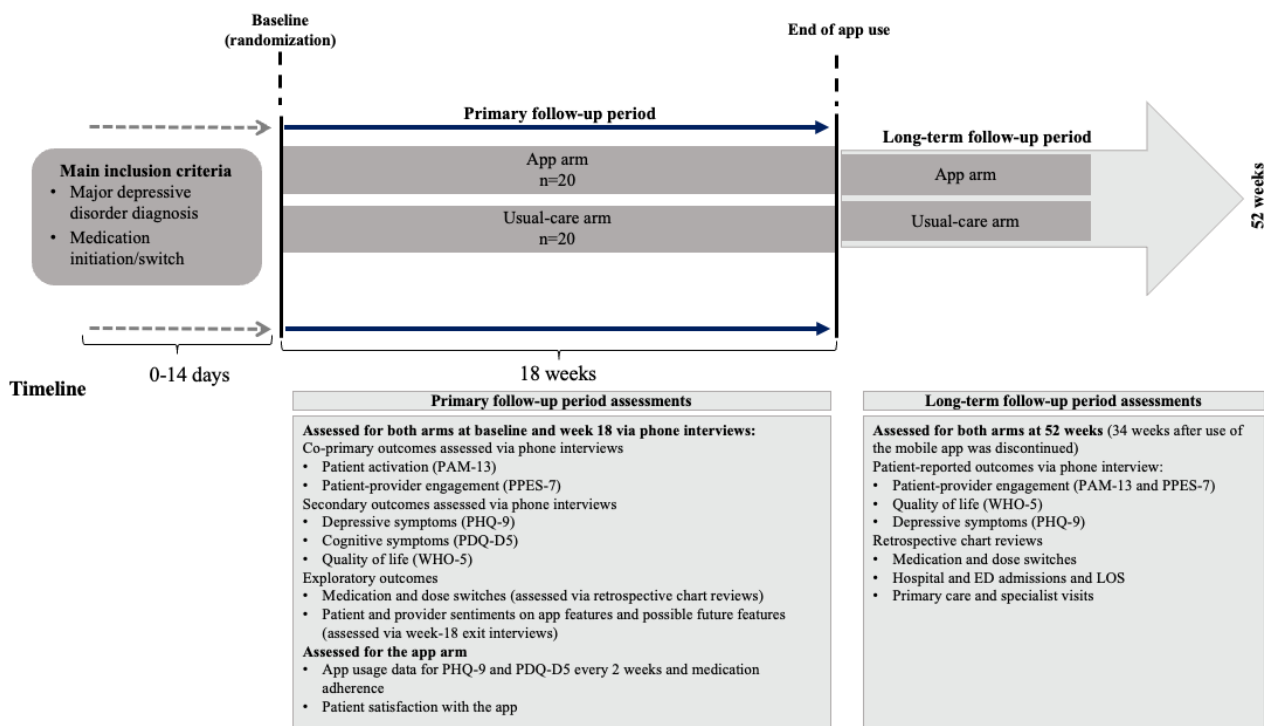 Baseline
(randomization)
End of app use
Primary follow-up period
Long-term follow-up period
Main inclusion criteria
• Major depressive
disorder diagnosis
• Medication
initiation/switch
App arm
n=20
Usual-care arm
n=20
App arm
Usual-care arm
52 weeks
0-14 days
18 weeks
Timeline
Primary follow-up period assessments
Assessed for both arms at baseline and week 18 via phone interviews:
Co-primary outcomes assessed via phone interviews
• Patient activation (PAM-13)
• Patient-provider engagement (PPES-7)
Secondary outcomes assessed via phone interviews
• Depressive symptoms (PHQ-9)
• Cognitive symptoms (PDQ-D5)
• Quality of life (WHO-5)
Exploratory outcomes
• Medication and dose switches (assessed via retrospective chart reviews)
• Patient and provider sentiments on app features and possible future features
(assessed via week-18 exit interviews)
Assessed for the app arm
• App usage data for PHQ-9 and PDQ-D5 every 2 weeks and medication
adherence
• Patient satisfaction with the app
Long-term follow-up period assessments
Assessed for both arms at 52 weeks (34 weeks after use of
the mobile app was discontinued)
Patient-reported outcomes via phone interview:
• Patient-provider engagement (PAM-13 and PPES-7)
• Quality of life (WHO-5)
• Depressive symptoms (PHQ-9)
Retrospective chart reviews
• Medication and dose switches
• Hospital and ED admissions and LOS
• Primary care and specialist visits